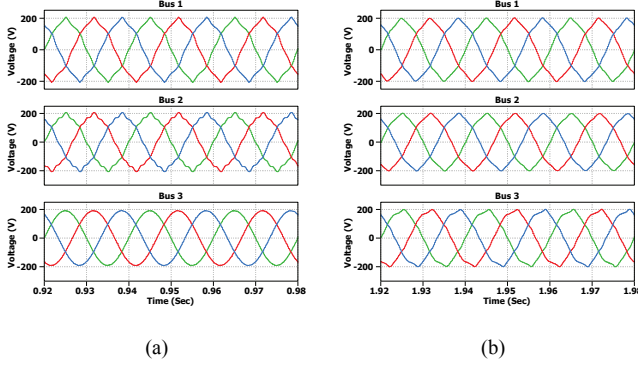 Bus 1
Voltage (V)
200
0
-200
Bus 2
Voltage (V)
200
0
-200
Bus 3
Voltage (V)
200
0
-200
0.92 0.93 0.94 0.95 0.96 0.97 0.98
Time (Sec)
(a)
Bus 1
Voltage (V)
200
0
-200
Bus 2
Voltage (V)
200
0
-200
Bus 3
Voltage (V)
200
0
-200
1.92 1.93 1.94 1.95 1.96 1.97 1.98
Time (Sec)
(b)